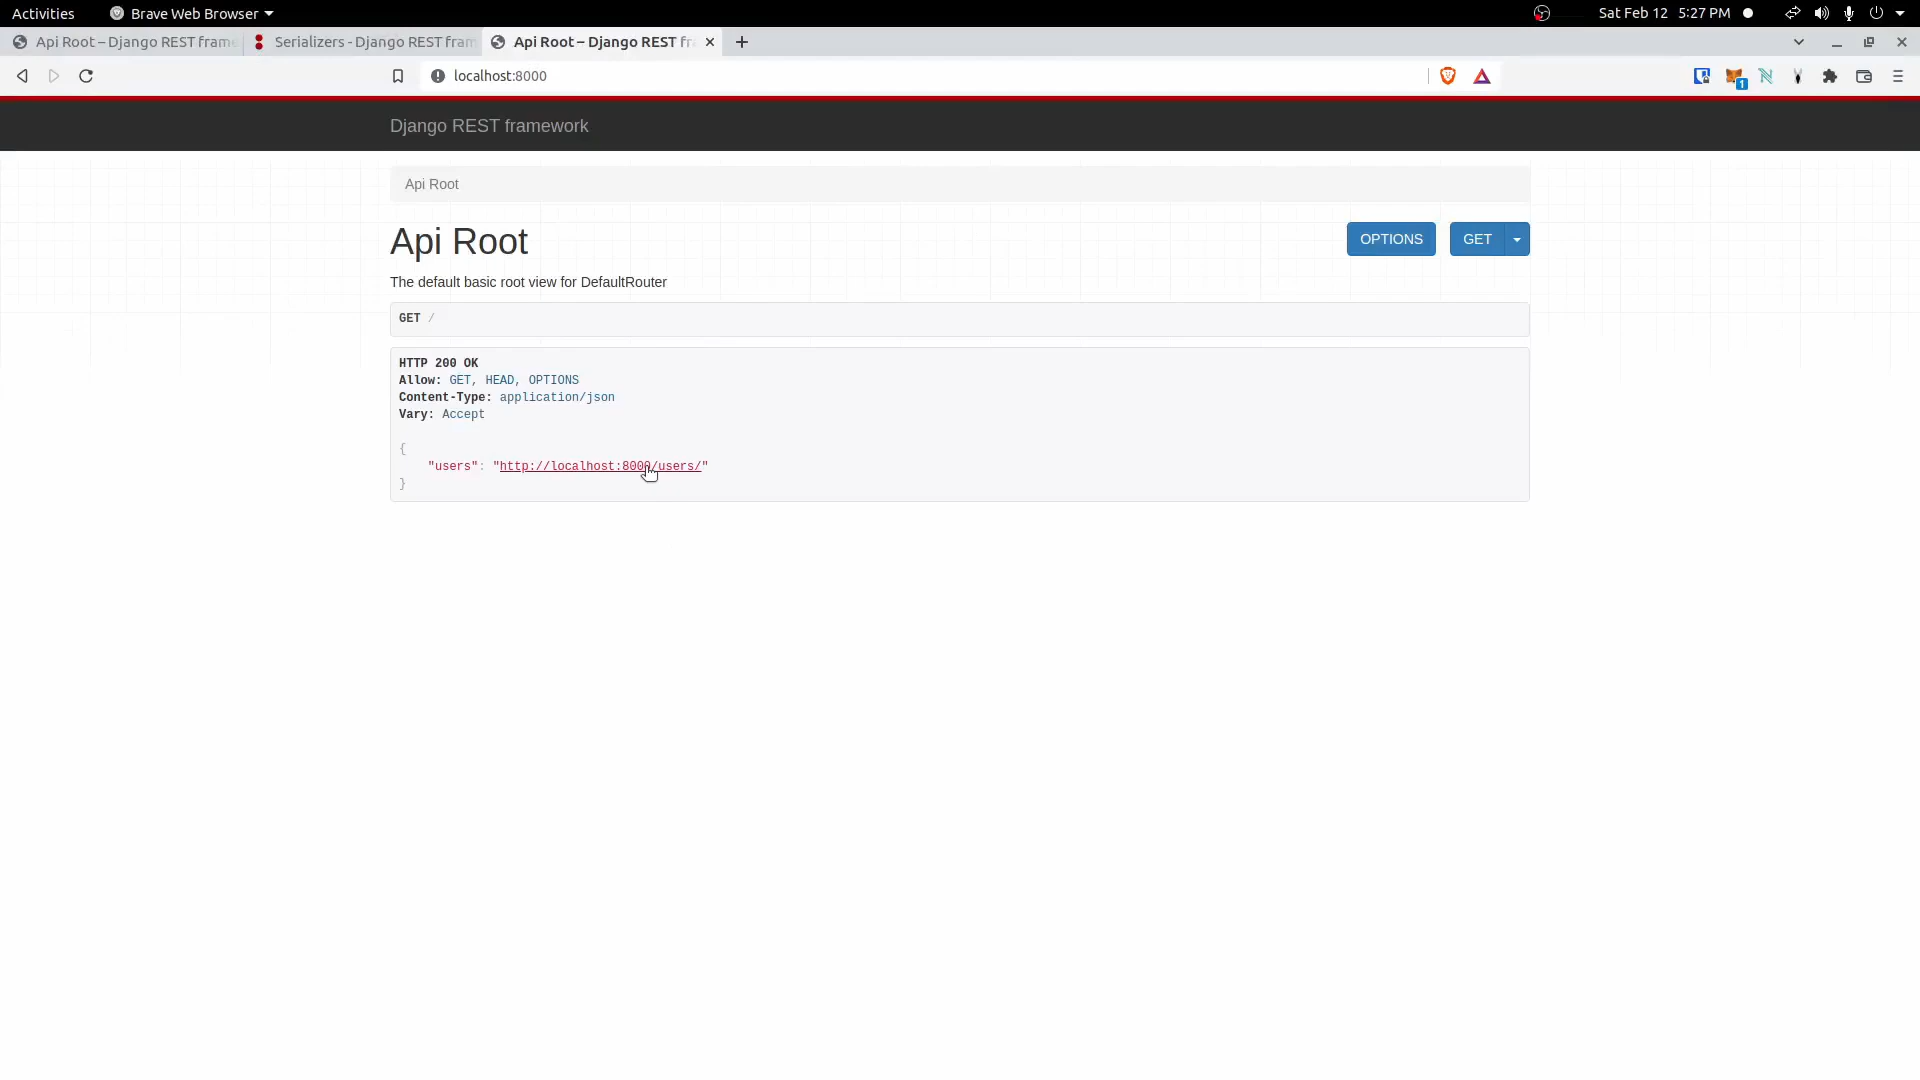 Activities
Brave Web Browser
Sat Feb 12 5:27 PM
Api Root – Django REST frame
Serializers - Django REST fram
Api Root – Django REST fr
localhost:8000
1
Django REST framework
Api Root
Api Root
OPTIONS
GET
The default basic root view for DefaultRouter
GET /
HTTP 200 OK
Allow: GET, HEAD, OPTIONS
Content-Type: application/json
Vary: Accept
{
"users": "http://localhost:8000/users/"
}